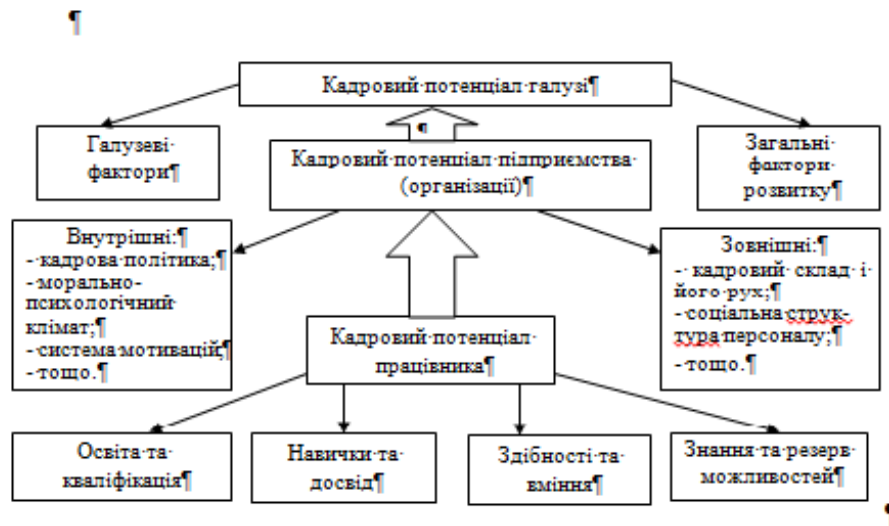 ¶
Кадровий·потенціал·галузі¶
¶
Галузеві·
фактори¶
Кадровий·потенціал·підприємства·
(організації)¶
Загальні·
фактори·
розвитку¶
Внутрішні:¶
-·кадрова·політика;¶
-·морально-
психологічний·
клімат;¶
-·система·мотивацій;¶
-·тощо.¶
Зовнішні:¶
-· кадровий· склад· і·
його·рух;¶
-·соціальна·струк-
тура·персоналу;¶
-·тощо.¶
Кадровий·потенціал·
працівника¶
Освіта·та·
кваліфікація¶
Навички·та·
досвід¶
Здібності·та·
вміння¶
Знання·та·резерв·
можливостей¶
¶